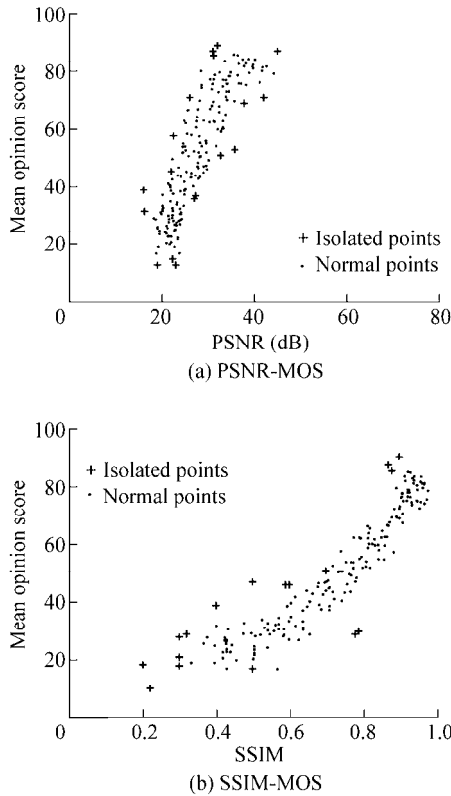 100
80
60
40
20
0
Mean opinion score
+ Isolated points
· Normal points
20
40
60
80
PSNR (dB)
(a) PSNR-MOS
100
80
60
40
20
0
Mean opinion score
+ Isolated points
· Normal points
0.2
0.4
0.6
0.8
1.0
SSIM
(b) SSIM-MOS